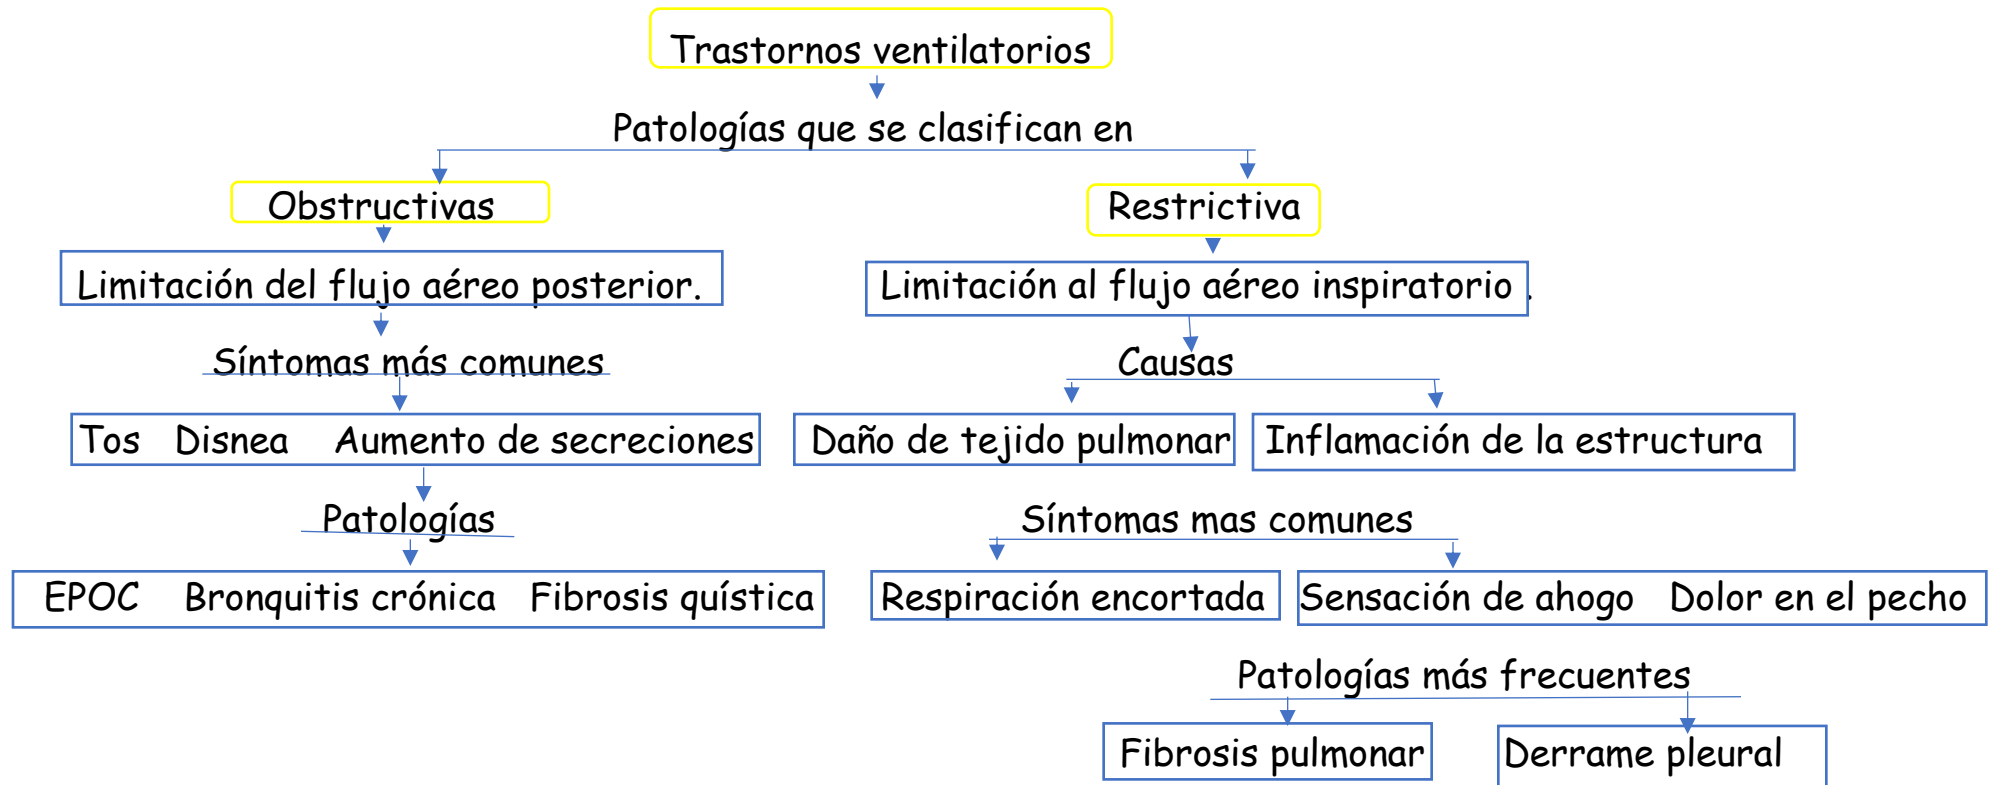 Trastornos ventilatorios
Patologías que se clasifican en
Obstructivas
Restrictiva
Limitación del flujo aéreo posterior.
Limitación al flujo aéreo inspiratorio .
Síntomas más comunes
Causas
Tos Disnea Aumento de secreciones
Daño de tejido pulmonar
Inflamación de la estructura
Patologías
Síntomas mas comunes
EPOC Bronquitis crónica Fibrosis quística
Respiración encortada
Sensación de ahogo Dolor en el pecho
Patologías más frecuentes
Fibrosis pulmonar
Derrame pleural